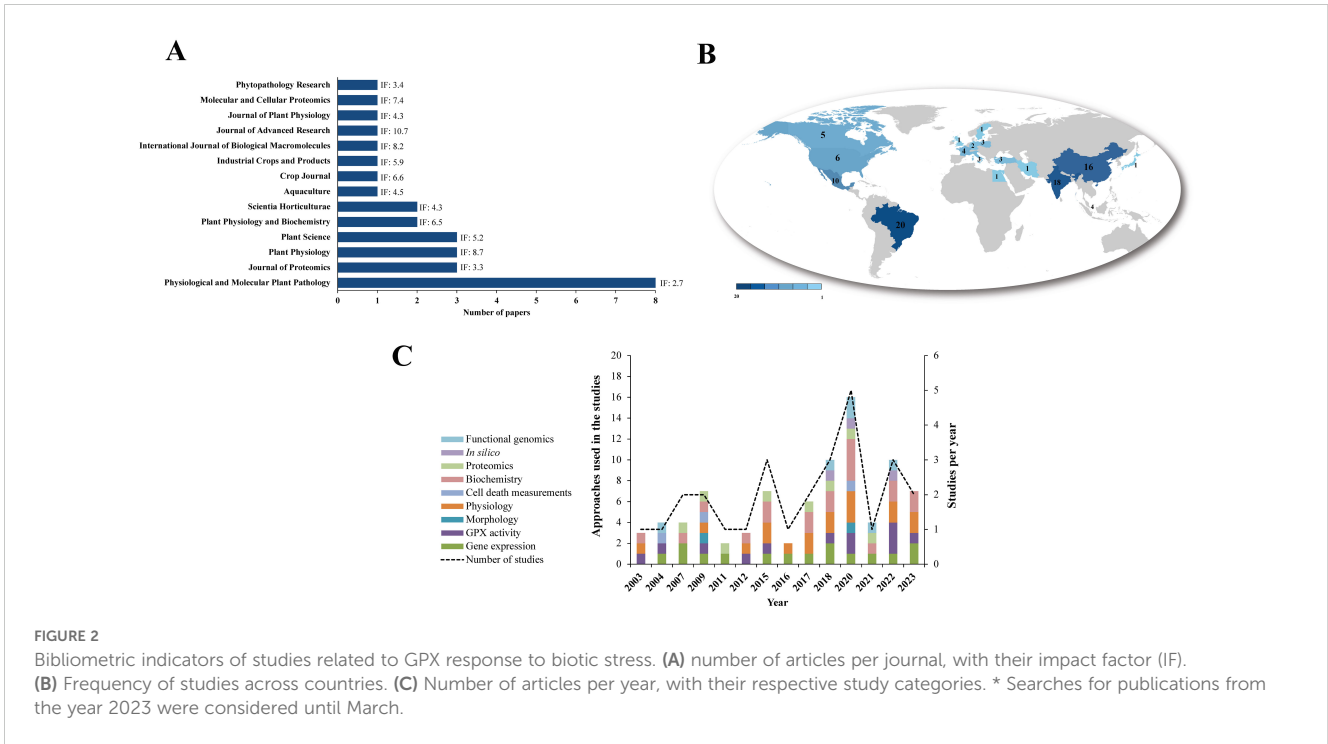 A
Phytopathology Research IF: 3.4
Molecular and Cellular Proteomics IF: 7.4
Journal of Plant Physiology IF: 4.3
Journal of Advanced Research IF: 10.7
International Journal of Biological Macromolecules IF: 8.2
Industrial Crops and Products IF: 5.9
Crop Journal IF: 6.6
Aquaculture IF: 4.5
Scientia Horticulturae IF: 4.3
Plant Physiology and Biochemistry IF: 6.5
Plant Science IF: 5.2
Plant Physiology IF: 8.7
Journal of Proteomics IF: 3.3
Physiological and Molecular Plant Pathology IF: 2.7
0 1 2 3 4 5 6 7 8
Number of papers
B
5
6
10
20
1
1
4
2
3
3
3
1
1
18
16
1
4
20 1
C
Functional genomics
In silico
Proteomics
Biochemistry
Cell death measurements
Physiology
Morphology
GPX activity
Gene expression
Number of studies
Approaches used in the studies
20
18
16
14
12
10
8
6
4
2
0
6
5
4
3
2
1
0
Studies per year
2003 2004 2007 2009 2011 2012 2015 2016 2017 2018 2020 2021 2022 2023
Year
FIGURE 2
Bibliometric indicators of studies related to GPX response to biotic stress. (A) number of articles per journal, with their impact factor (IF).
(B) Frequency of studies across countries. (C) Number of articles per year, with their respective study categories. * Searches for publications from
the year 2023 were considered until March.